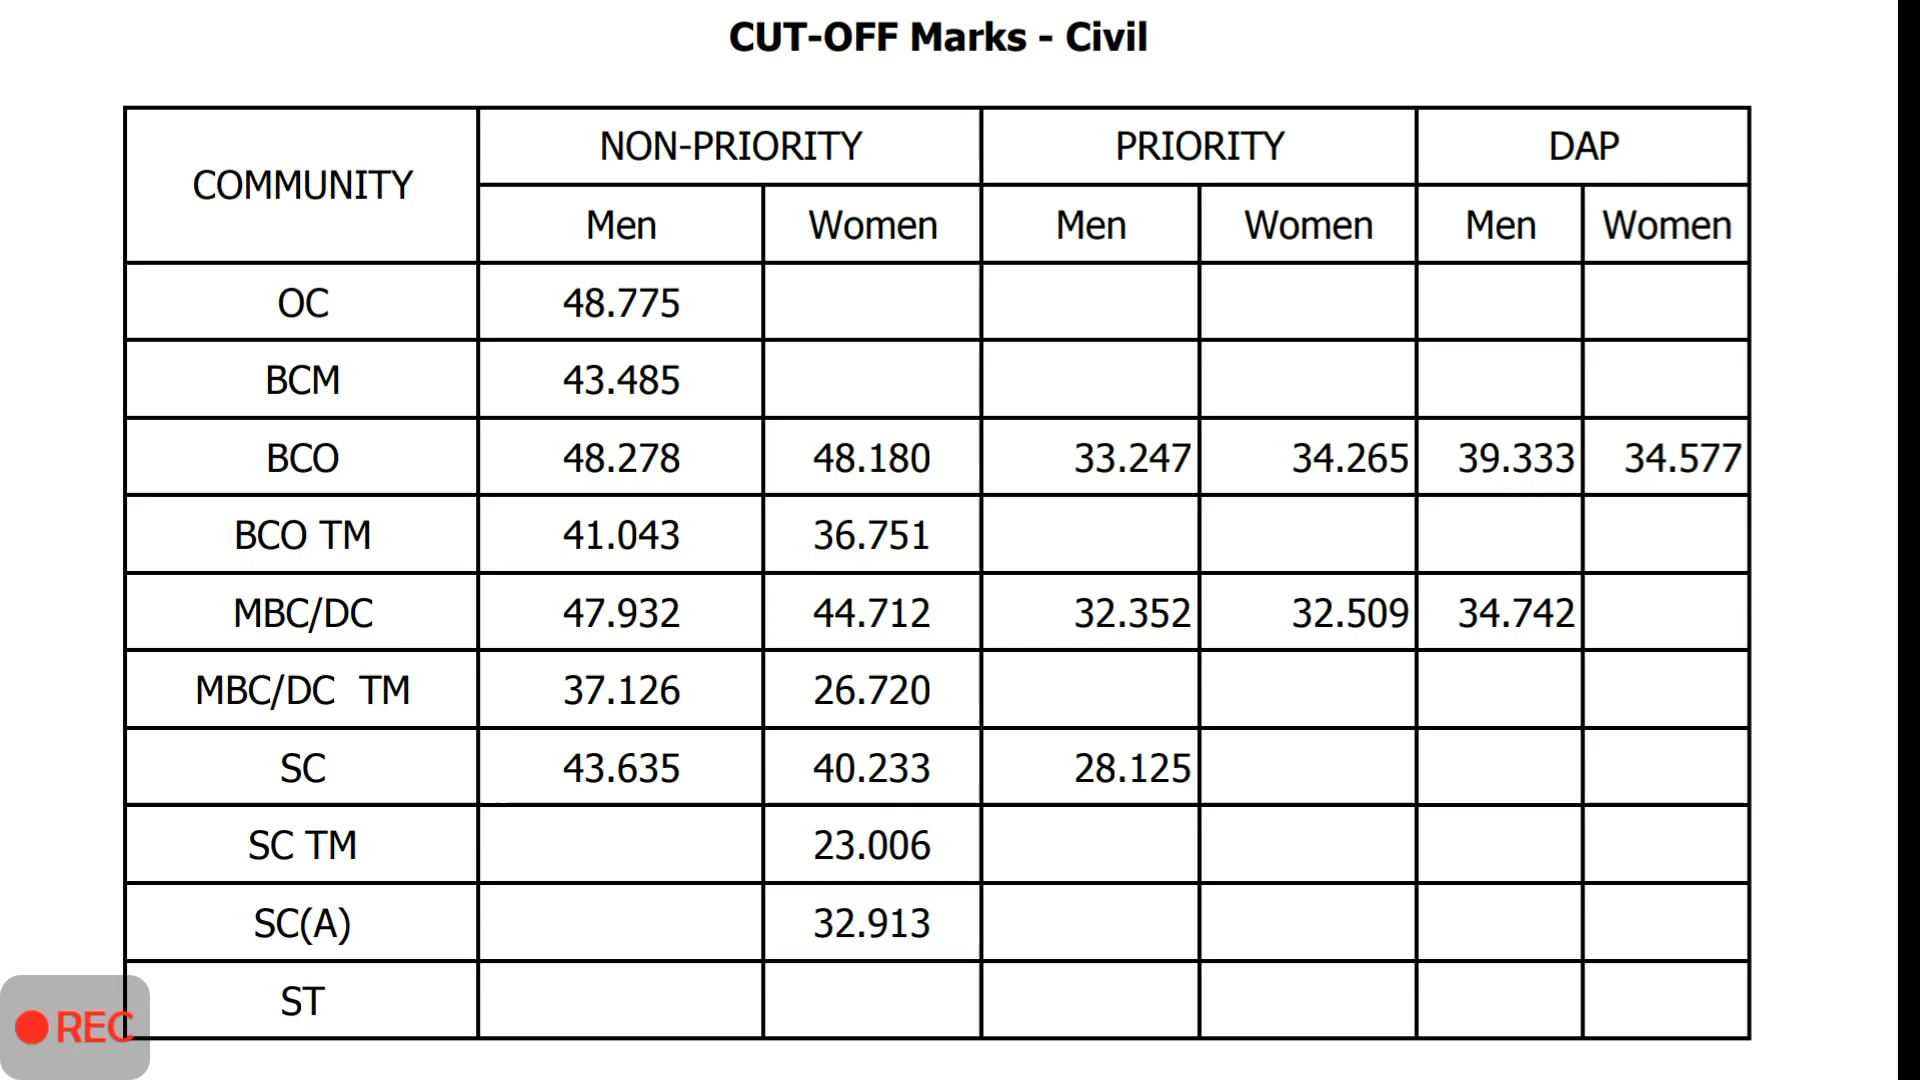 CUT-OFF Marks - Civil
COMMUNITY NON-PRIORITY PRIORITY DAP
Men Women Men Women Men Women
OC 48.775
BCM 43.485
BCO 48.278 48.180 33.247 34.265 39.333 34.577
BCO TM 41.043 36.751
MBC/DC 47.932 44.712 32.352 32.509 34.742
MBC/DC TM 37.126 26.720
SC 43.635 40.233 28.125
SC TM 23.006
SC(A) 32.913
ST
REC